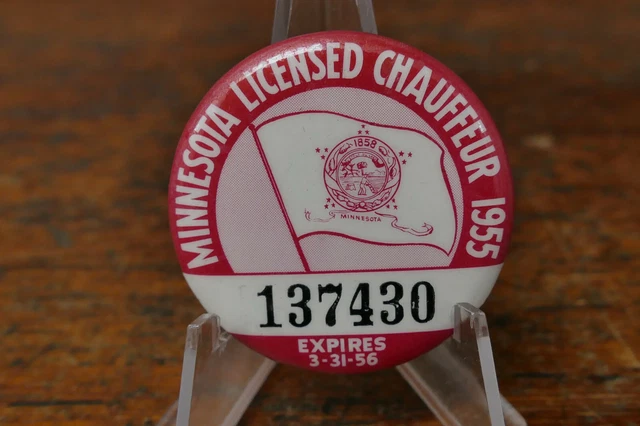 MINNESOTA LICENSED CHAUFFEUR 1955
1858
MINNESOTA
137430
EXPIRES
3-31-56